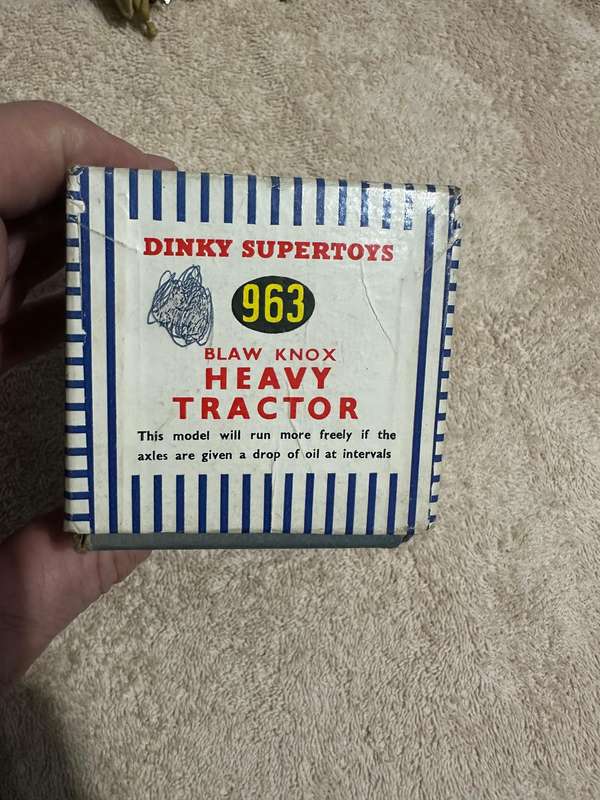 DINKY SUPERTOYS
963
BLAW KNOX
HEAVY
TRACTOR
This model will run more freely if the
axles are given a drop of oil at intervals